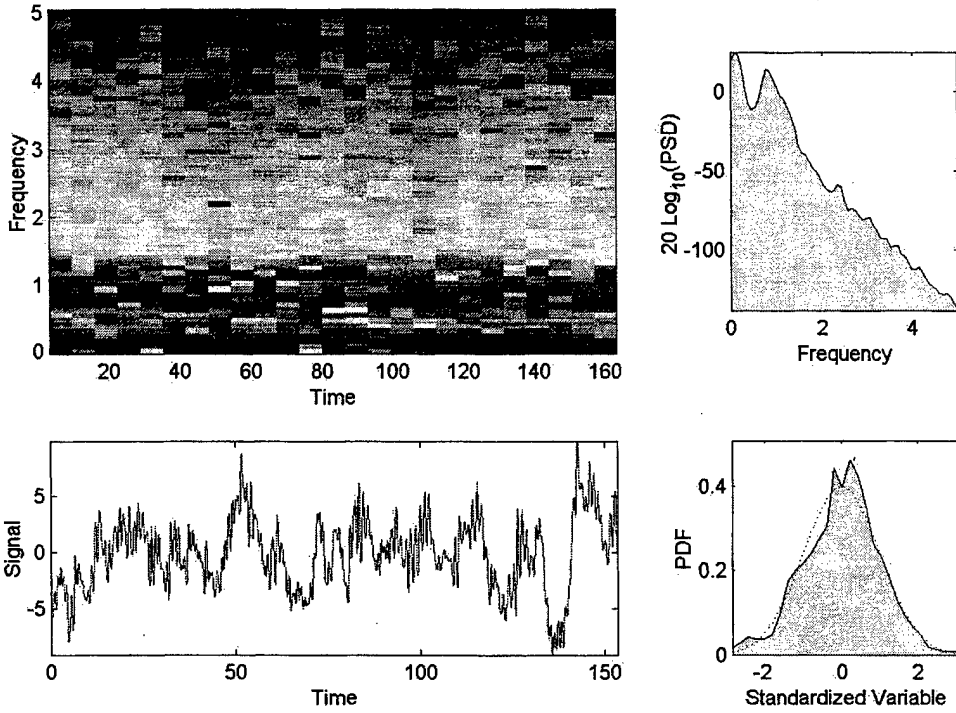 5
4
3
2
1
0
Frequency
20 40 60 80 100 120 140 160
Time
0
-50
-100
20 Log10(PSD)
0 2 4
Frequency
5
0
-5
Signal
0 50 100 150
Time
0.4
0.2
0
PDF
-2 0 2
Standardized Variable